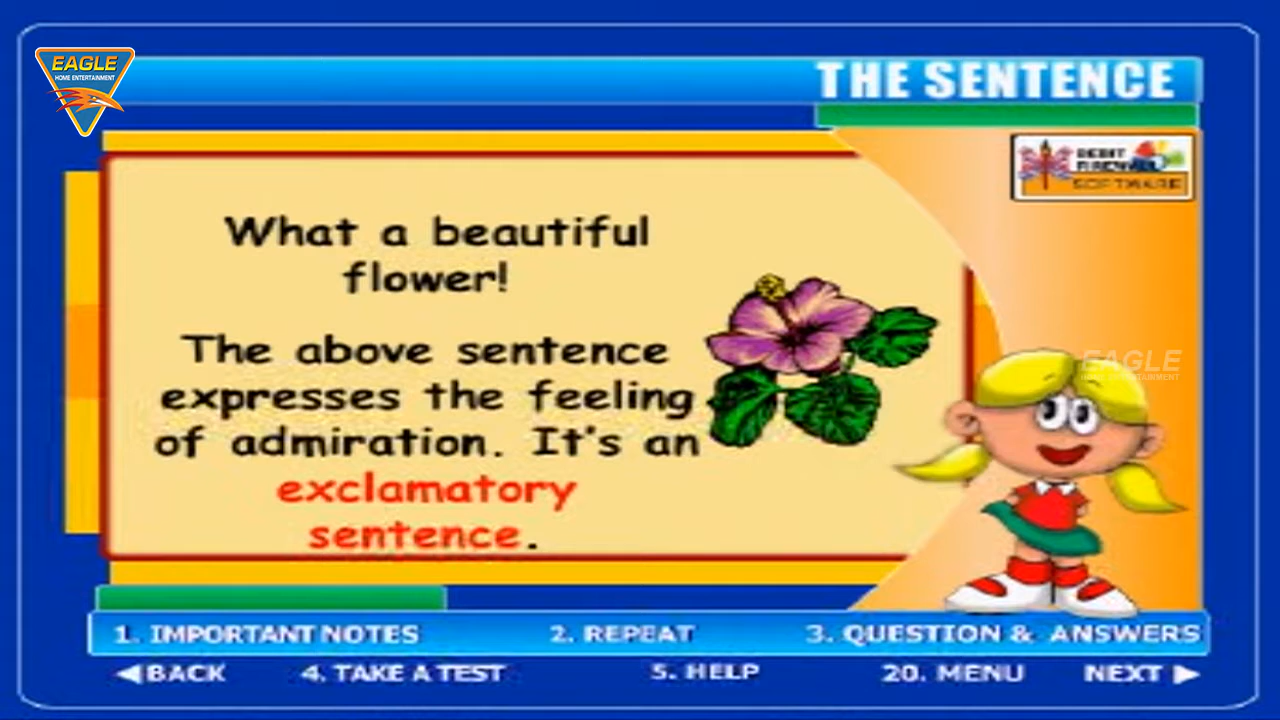 EAGLE
HOME ENTERTAINMENT
THE SENTENCE
SOFTWARE
What a beautiful
flower!
The above sentence
expresses the feeling
of admiration. It's an
exclamatory
sentence.
EAGLE
HOME ENTERTAINMENT
1. IMPORTANT NOTES
2. REPEAT
3. QUESTION & ANSWERS
BACK
4. TAKE A TEST
5. HELP
20. MENU
NEXT